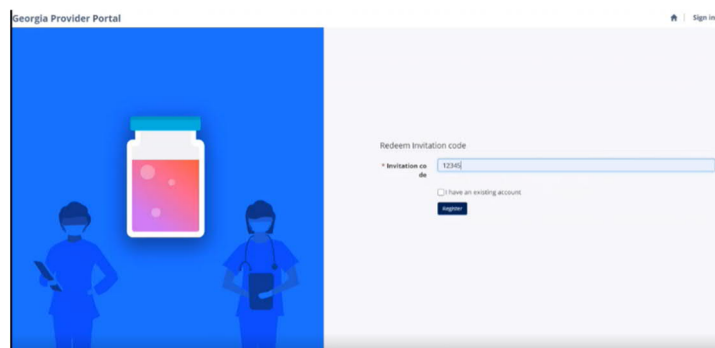 Georgia Provider Portal
Sign in
Redeem Invitation code
* Invitation co
de
12345
I have an existing account
Register